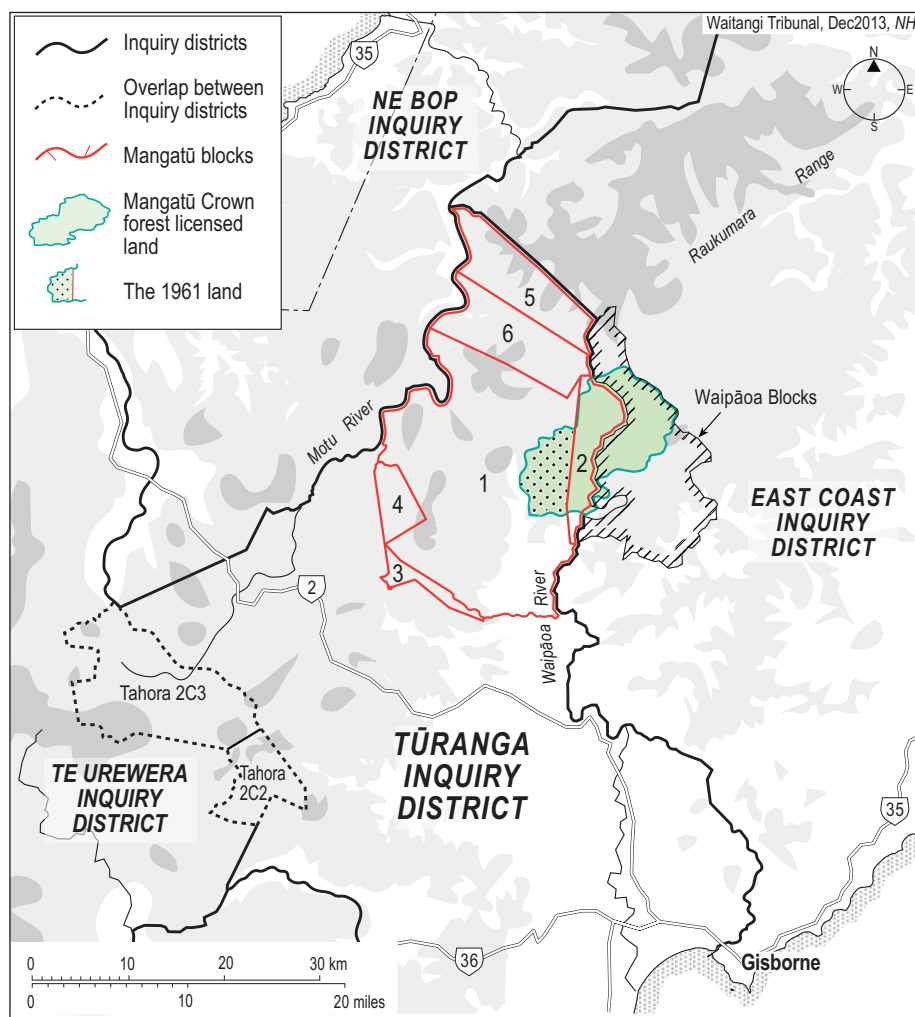 Waitangi Tribunal, Dec2013, NH
Inquiry districts
Overlap between
Inquiry districts
Mangatū blocks
Mangatū Crown
forest licensed
land
The 1961 land
35
NE BOP
INQUIRY
DISTRICT
N
W
E
S
Raukumara Range
5
6
Motu River
Waipāoa Blocks
1
2
4
3
EAST COAST
INQUIRY
DISTRICT
2
Waipāoa River
Tahora 2C3
TŪRANGA
INQUIRY
DISTRICT
TE UREWERA
INQUIRY
DISTRICT
Tahora
2C2
35
36
Gisborne
0 10 20 30 km
0 10 20 miles